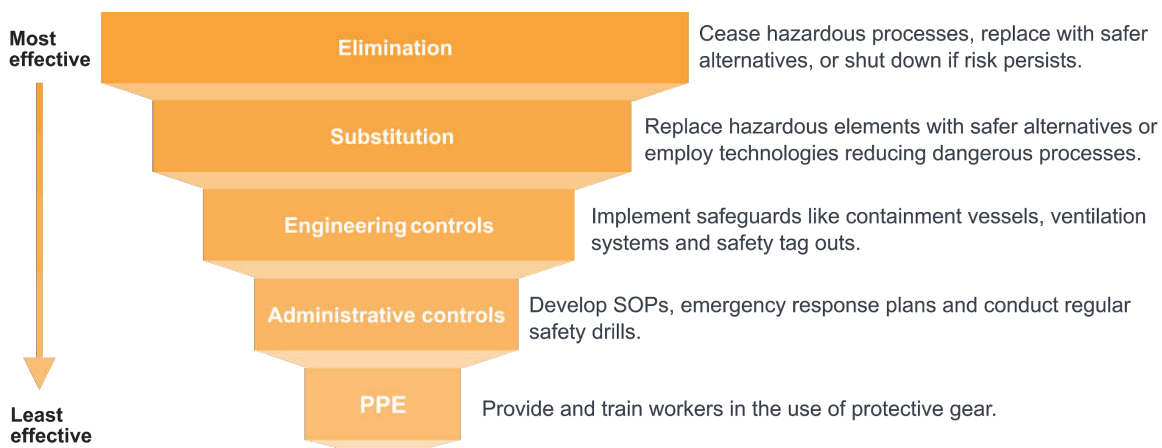 Most
effective
Elimination
Cease hazardous processes, replace with safer
alternatives, or shut down if risk persists.
Substitution
Replace hazardous elements with safer alternatives or
employ technologies reducing dangerous processes.
Engineering controls
Implement safeguards like containment vessels, ventilation
systems and safety tag outs.
Administrative controls
Develop SOPs, emergency response plans and conduct regular
safety drills.
PPE
Provide and train workers in the use of protective gear.
Least
effective